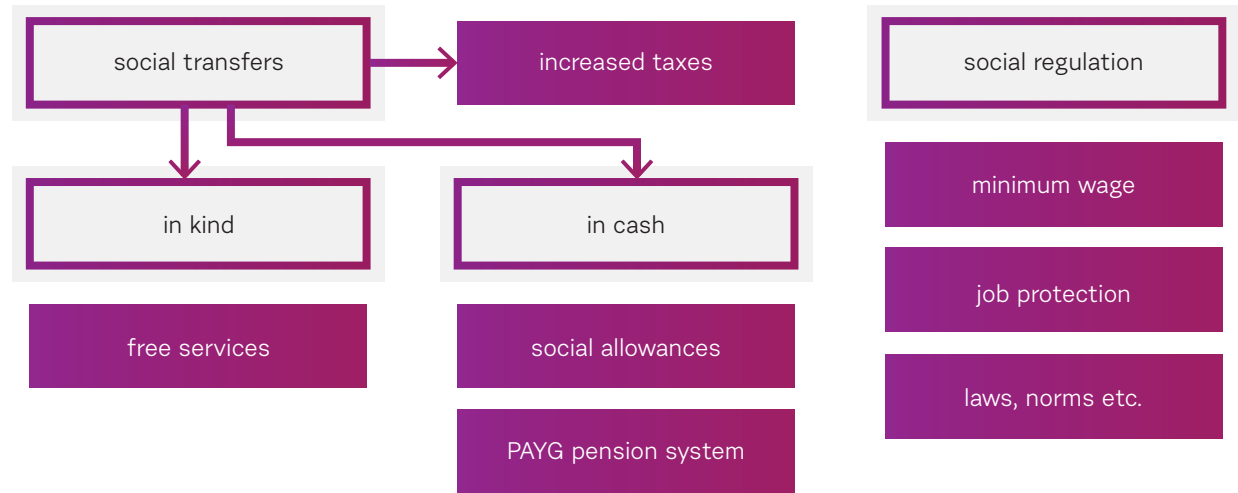 social transfers
increased taxes
social regulation
in kind
in cash
minimum wage
free services
social allowances
job protection
PAYG pension system
laws, norms etc.